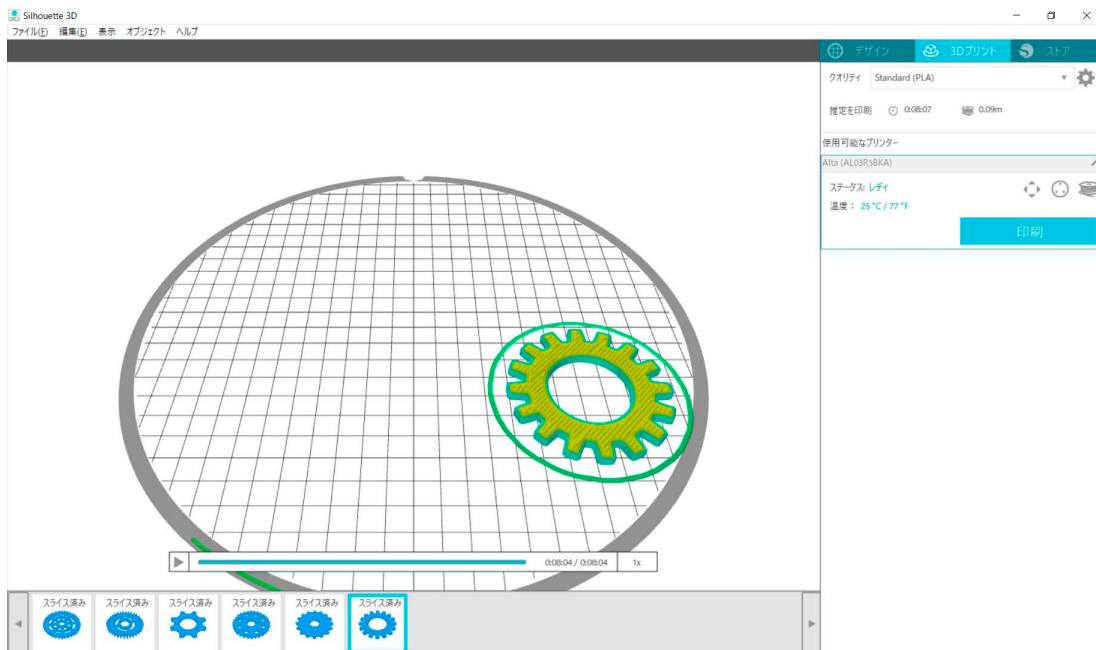 Silhouette 3D
ファイル(F) 編集(E) 表示 オブジェクト ヘルプ
デザイン 3Dプリント ストア
クオリティ Standard (PLA)
推定を印刷 0:08:07 0.09m
使用可能なプリンター
Alta (AL03R5BKA)
ステータス: レディ
温度： 25 °C / 77 °F
印刷
0:08:04 / 0:08:04 1x
スライス済み スライス済み スライス済み スライス済み スライス済み スライス済み